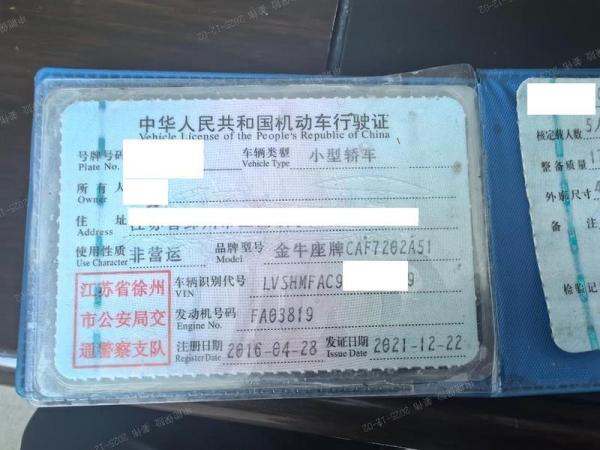 中华人民共和国机动车行驶证
Vehicle License of the People's Republic of China
号牌号码
Plate No.
车辆类型 小型轿车
Vehicle Type
所有人
Owner
住 址
Address
使用性质 非营运
Use Character
品牌型号 金牛座牌CAF7202A51
Model
江苏省徐州
市公安局交
通警察支队
车辆识别代号 LVSHMFAC9 9
VIN
发动机号码 FA03819
Engine No.
注册日期 2016-04-28
Register Date
发证日期 2021-12-22
Issue Date
核定载人数 5人
整备质量 1
外廓尺寸 4
备 注
检验记